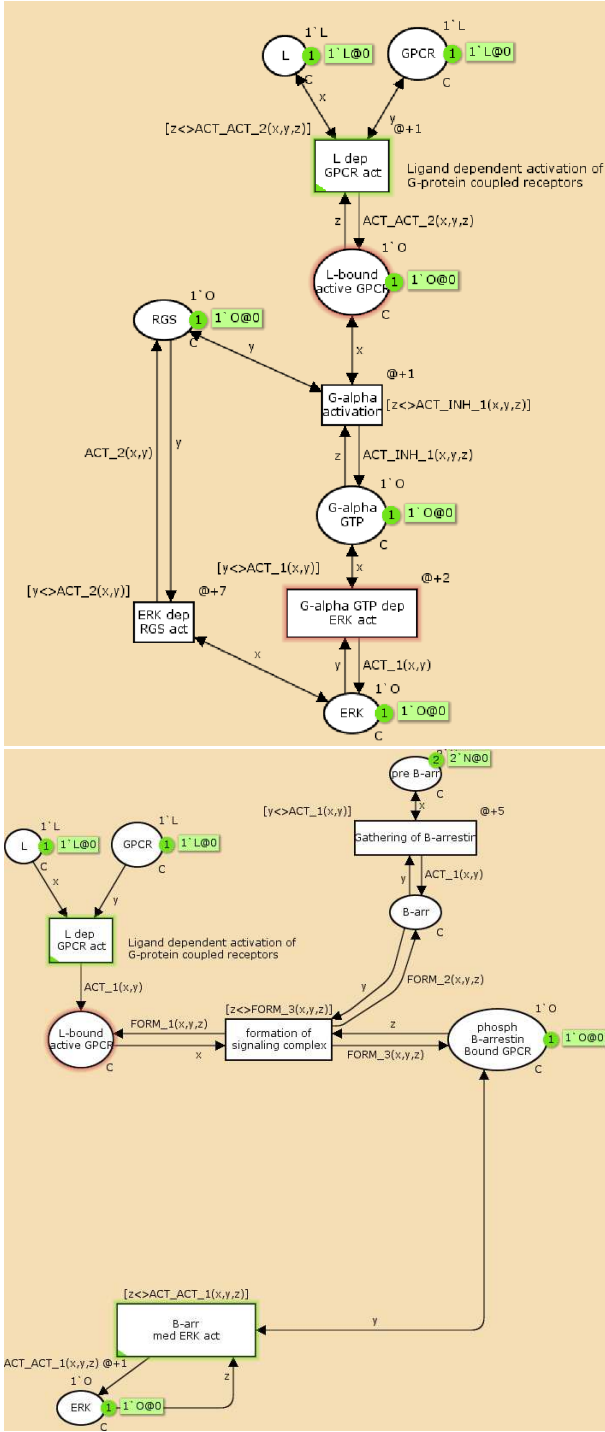 1`L
1`L
L
1
1`L@0
GPCR
1
1`L@0
C
C
x
y
[z<>ACT_ACT_2(x,y,z)]
@+1
L dep
GPCR act
Ligand dependent activation of
G-protein coupled receptors
z
ACT_ACT_2(x,y,z)
1`O
L-bound
active GPCR
1
1`O@0
C
1`O
RGS
1
1`O@0
C
y
x
@+1
G-alpha
activation
[z<>ACT_INH_1(x,y,z)]
ACT_2(x,y)
y
z
ACT_INH_1(x,y,z)
1`O
G-alpha
GTP
1
1`O@0
C
[y<>ACT_1(x,y)]
x
@+2
[y<>ACT_2(x,y)]
@+7
G-alpha GTP dep
ERK act
ERK dep
RGS act
x
y
ACT_1(x,y)
1`O
ERK
1
1`O@0
C
pre B-arr
2
2`N@0
C
x
[y<>ACT_1(x,y)]
@+5
Gathering of B-arrestin
y
ACT_1(x,y)
B-arr
C
1`L
1`L
L
1
1`L@0
GPCR
1
1`L@0
C
C
x
y
L dep
GPCR act
Ligand dependent activation of
G-protein coupled receptors
ACT_1(x,y)
y
FORM_2(x,y,z)
[z<>FORM_3(x,y,z)]
L-bound
active GPCR
C
FORM_1(x,y,z)
x
formation of
signaling complex
z
FORM_3(x,y,z)
1`O
phosph
B-arrestin
Bound GPCR
1
1`O@0
C
[z<>ACT_ACT_1(x,y,z)]
B-arr
med ERK act
y
ACT_ACT_1(x,y,z)
@+1
z
1`O
ERK
1
1`O@0
C